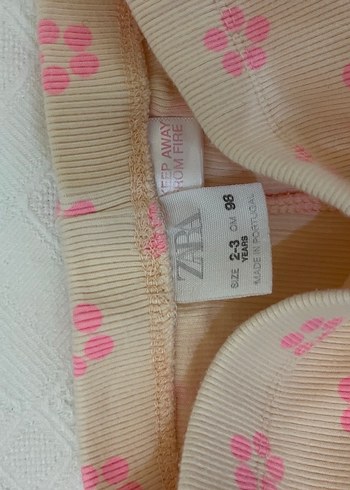 KEEP AWAY
FROM FIRE
ZARA
SIZE 2-3 CM 98
YEARS
MADE IN PORTUGAL